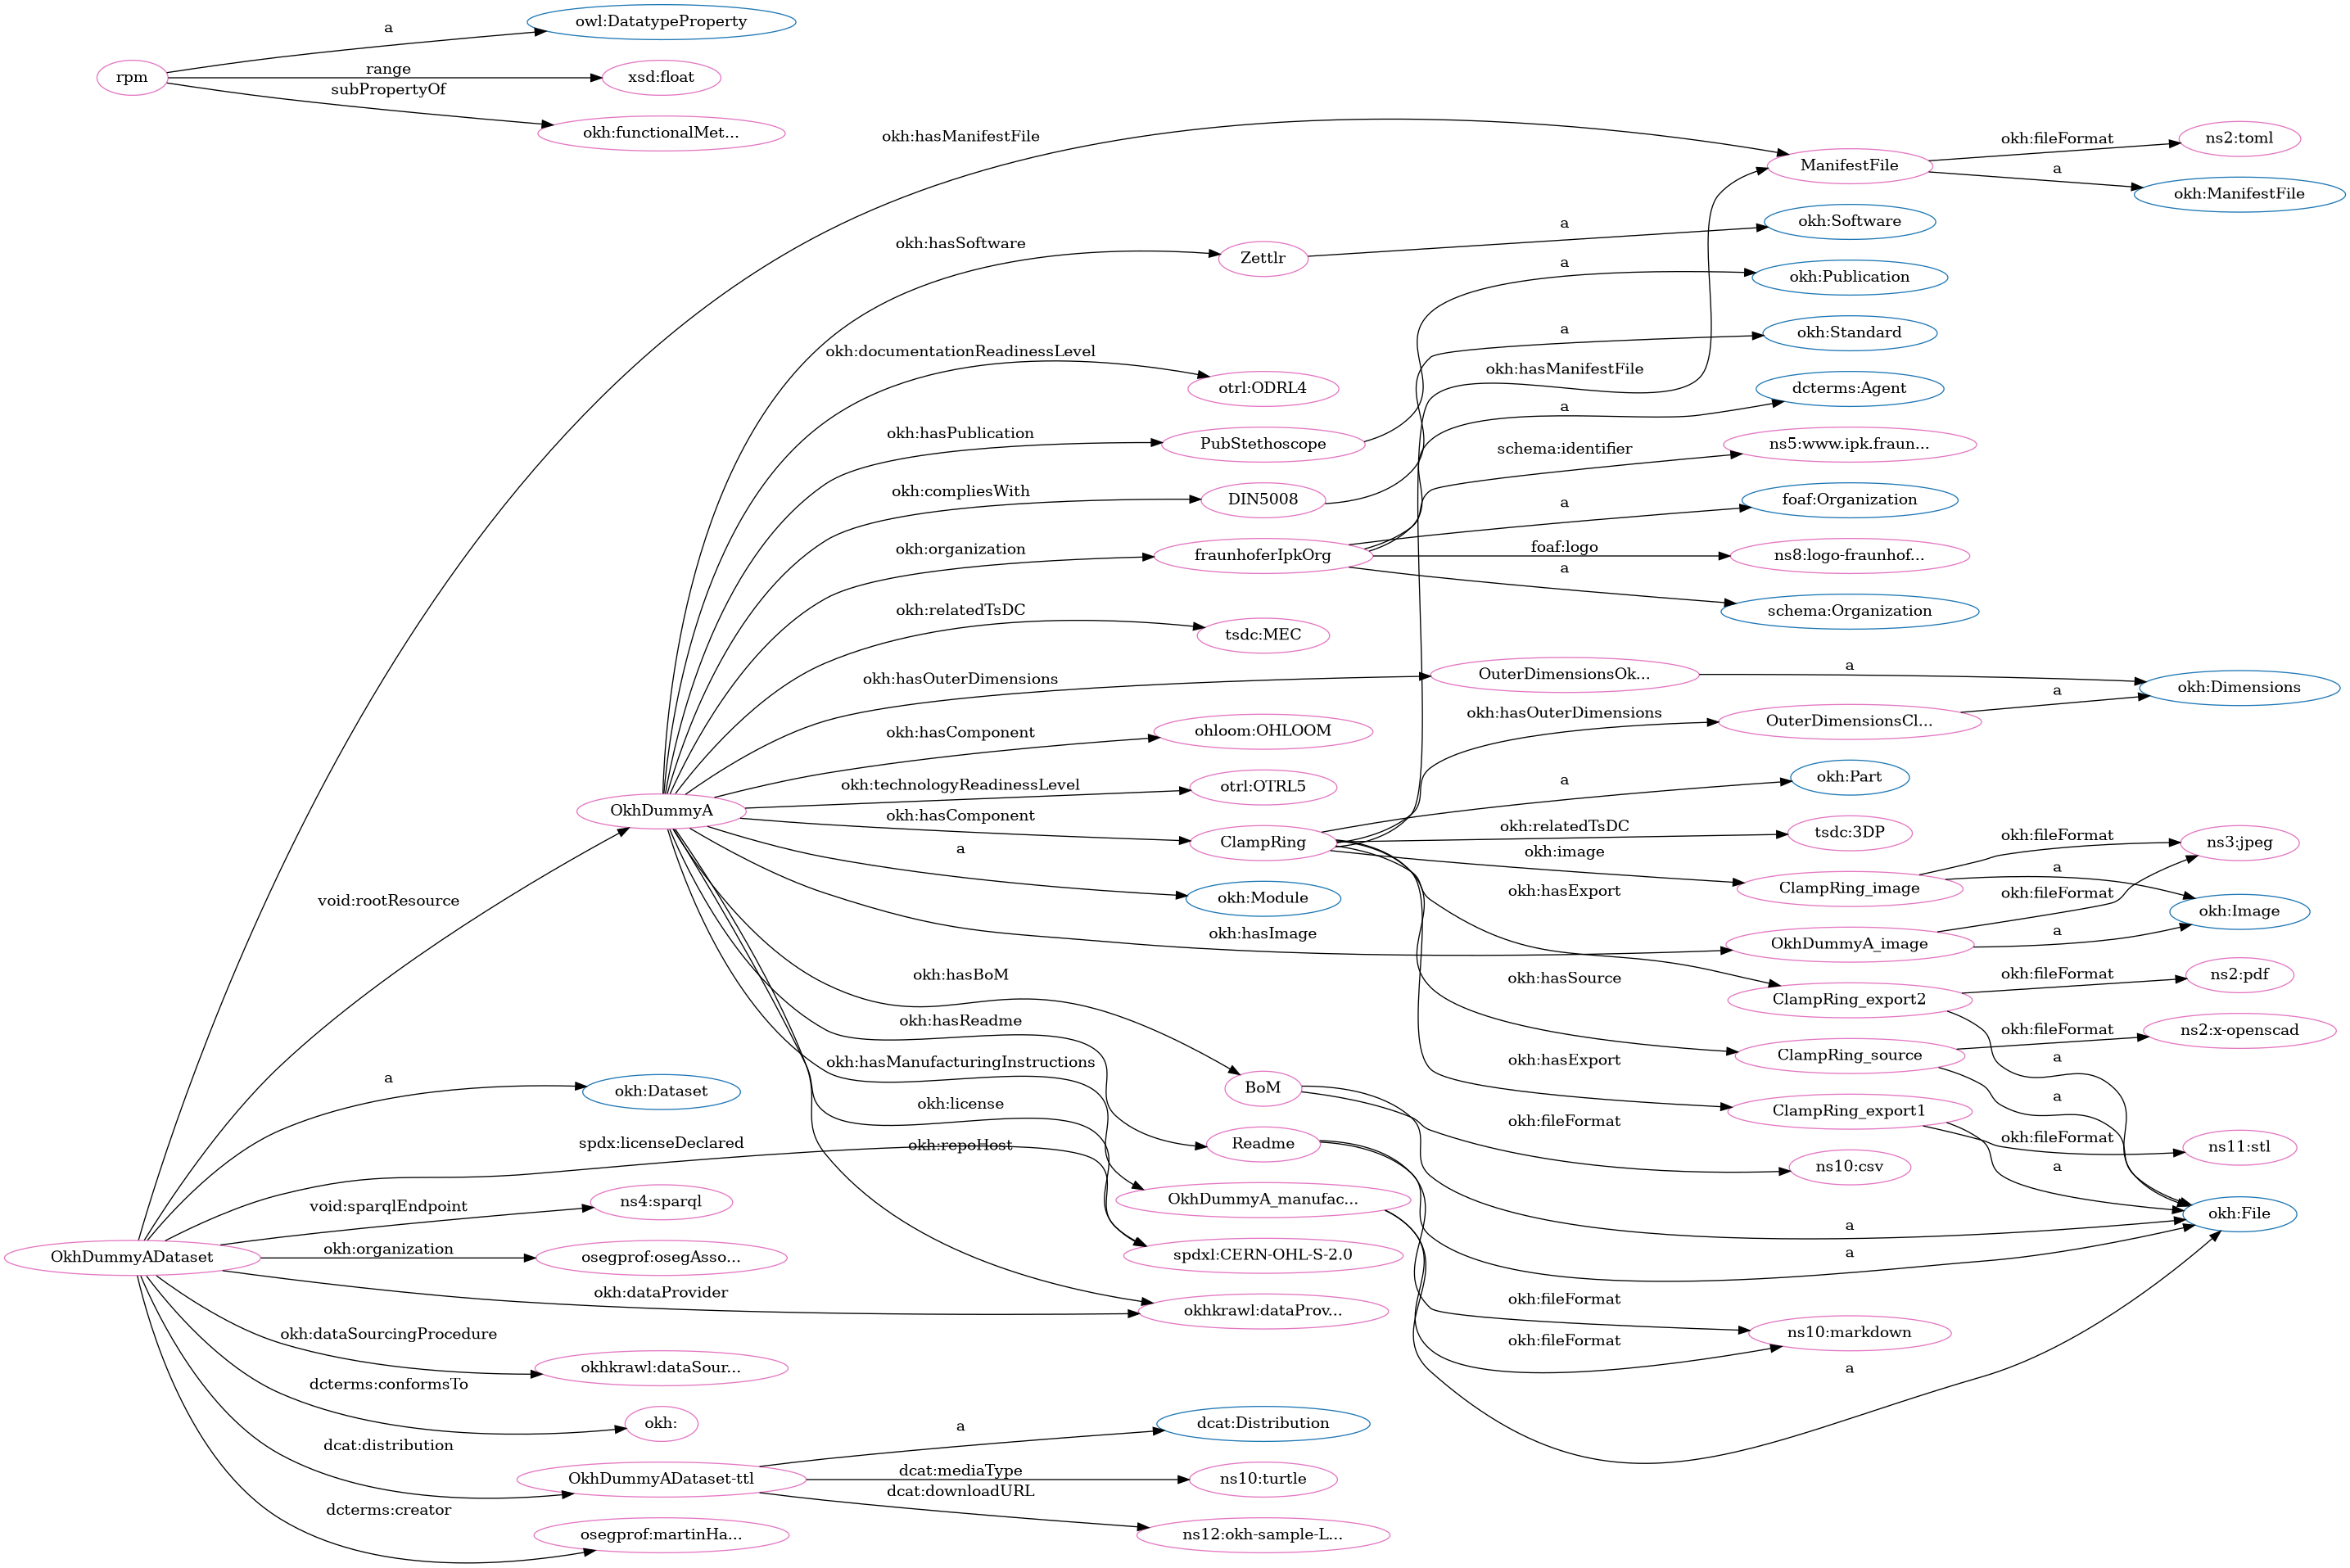 rpm
a
owl:DatatypeProperty
range
xsd:float
subPropertyOf
okh:functionalMet...
OkhDummyADataset
okh:hasManifestFile
void:rootResource
a
okh:Dataset
spdx:licenseDeclared
void:sparqlEndpoint
ns4:sparql
okh:organization
osegprof:osegAsso...
okh:dataProvider
okh:dataSourcingProcedure
okhkrawl:dataSour...
dcterms:conformsTo
okh:
dcat:distribution
OkhDummyADataset-ttl
dcterms:creator
osegprof:martinHa...
a
dcat:Distribution
dcat:mediaType
ns10:turtle
dcat:downloadURL
ns12:okh-sample-L...
OkhDummyA
okh:hasSoftware
Zettlr
okh:documentationReadinessLevel
otrl:ODRL4
okh:hasPublication
PubStethoscope
okh:compliesWith
DIN5008
okh:organization
fraunhoferIpkOrg
okh:relatedTsDC
tsdc:MEC
okh:hasOuterDimensions
OuterDimensionsOk...
okh:hasComponent
ohloom:OHLOOM
okh:technologyReadinessLevel
otrl:OTRL5
okh:hasComponent
ClampRing
a
okh:Module
okh:hasImage
okh:hasBoM
BoM
okh:hasReadme
Readme
okh:hasManufacturingInstructions
OkhDummyA_manufac...
okh:license
spdxl:CERN-OHL-S-2.0
okh:repoHost
okhkrawl:dataProv...
ManifestFile
okh:fileFormat
ns2:toml
a
okh:ManifestFile
a
okh:Software
a
okh:Publication
a
okh:Standard
okh:hasManifestFile
a
dcterms:Agent
schema:identifier
ns5:www.ipk.fraun...
a
foaf:Organization
foaf:logo
ns8:logo-fraunhof...
a
schema:Organization
a
okh:Dimensions
okh:hasOuterDimensions
OuterDimensionsCl...
a
a
okh:Part
okh:relatedTsDC
tsdc:3DP
okh:image
ClampRing_image
okh:fileFormat
ns3:jpeg
a
okh:Image
OkhDummyA_image
okh:fileFormat
a
okh:hasExport
ClampRing_export2
okh:fileFormat
ns2:pdf
a
okh:hasSource
ClampRing_source
okh:fileFormat
ns2:x-openscad
a
okh:hasExport
ClampRing_export1
okh:fileFormat
ns11:stl
a
okh:File
okh:fileFormat
ns10:csv
a
a
okh:fileFormat
ns10:markdown
okh:fileFormat
a